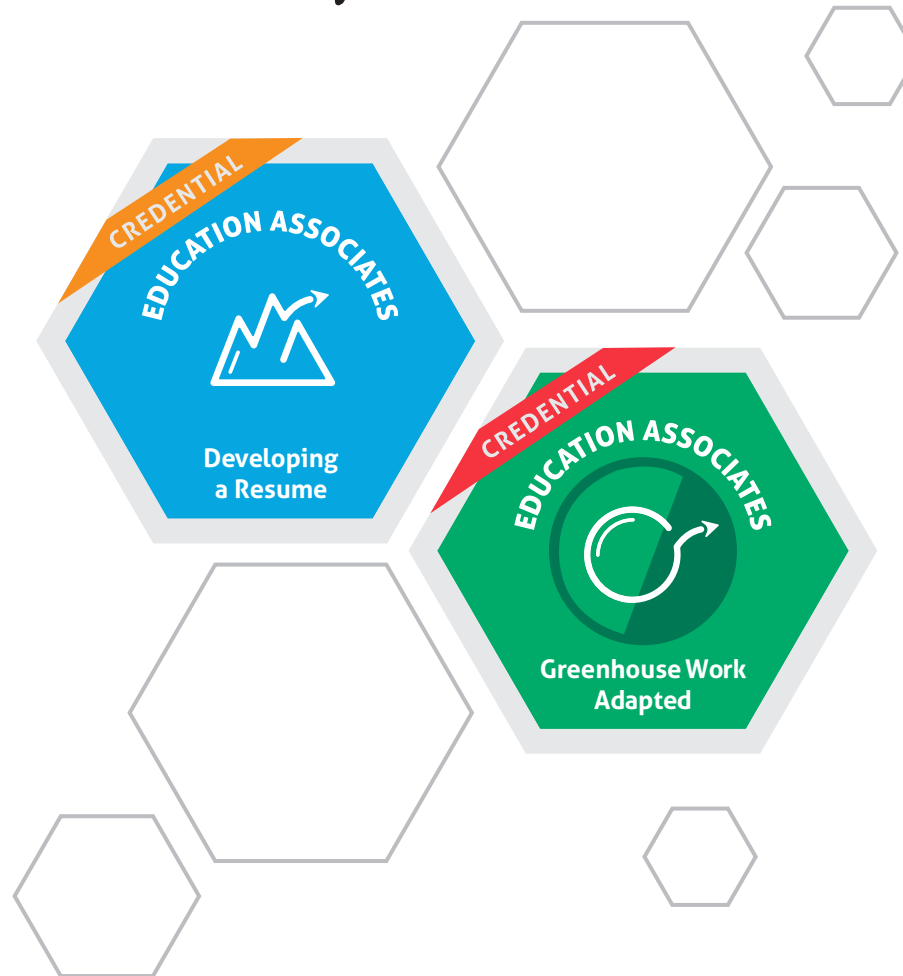 CREDENTIAL
EDUCATION ASSOCIATES
Developing
a Resume
CREDENTIAL
EDUCATION ASSOCIATES
Greenhouse Work
Adapted